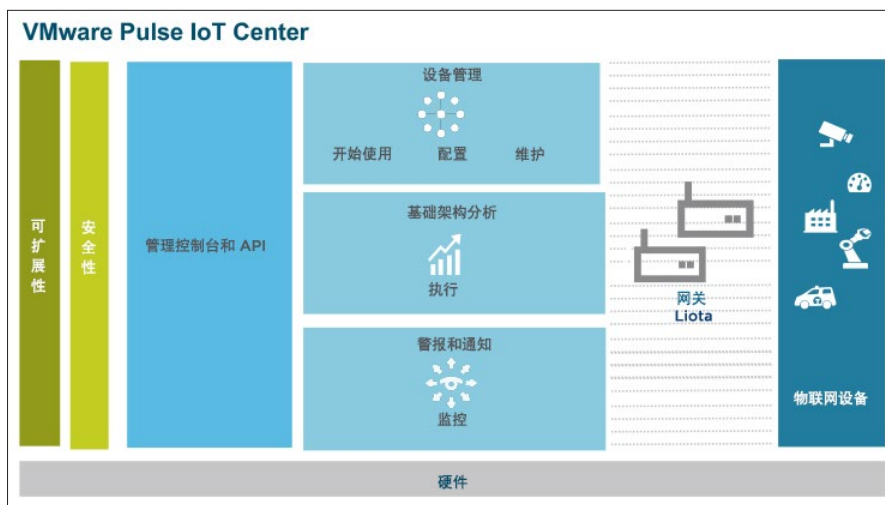 VMware Pulse IoT Center
可扩展性
安全性
管理控制台和 API
设备管理
开始使用
配置
维护
基础架构分析
执行
警报和通知
监控
网关
Liota
物联网设备
硬件